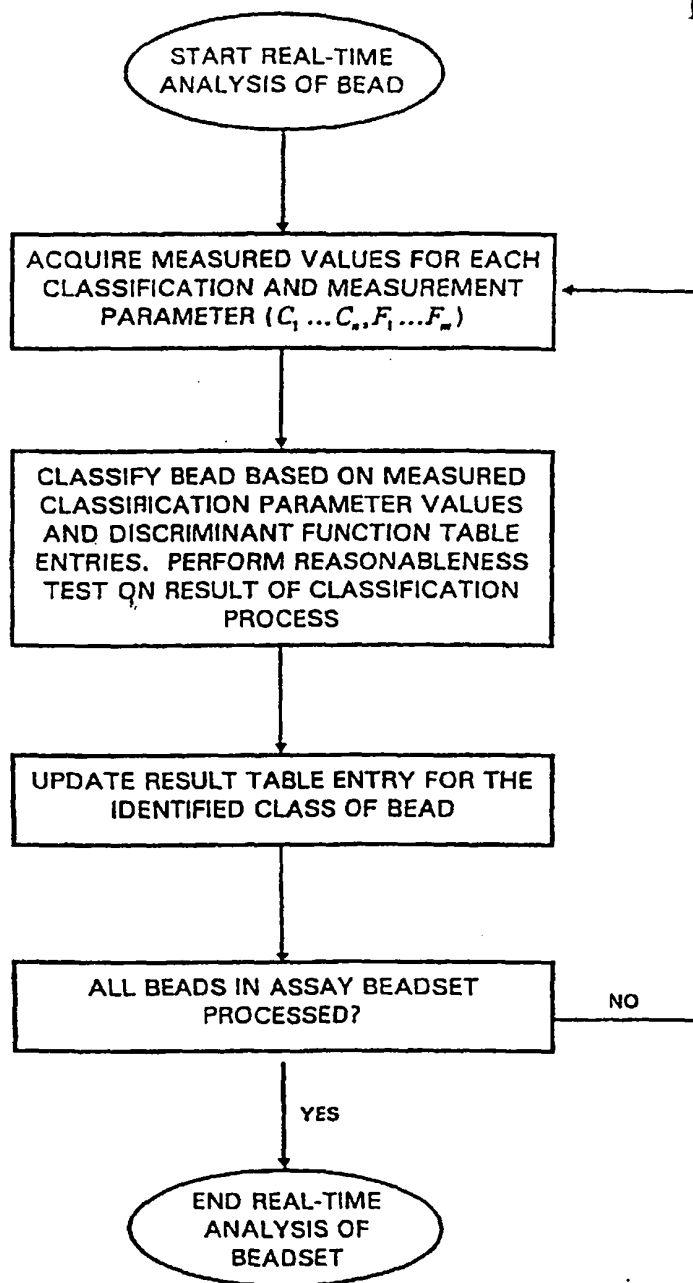 START REAL-TIME
ANALYSIS OF BEAD
ACQUIRE MEASURED VALUES FOR EACH
CLASSIFICATION AND MEASUREMENT
PARAMETER (C₁ ...Cₙ,F₁ ...Fₘ)
CLASSIFY BEAD BASED ON MEASURED
CLASSIFICATION PARAMETER VALUES
AND DISCRIMINANT FUNCTION TABLE
ENTRIES. PERFORM REASONABLENESS
TEST ON RESULT OF CLASSIFICATION
PROCESS
UPDATE RESULT TABLE ENTRY FOR THE
IDENTIFIED CLASS OF BEAD
ALL BEADS IN ASSAY BEADSET
PROCESSED?
NO
YES
END REAL-TIME
ANALYSIS OF
BEADSET